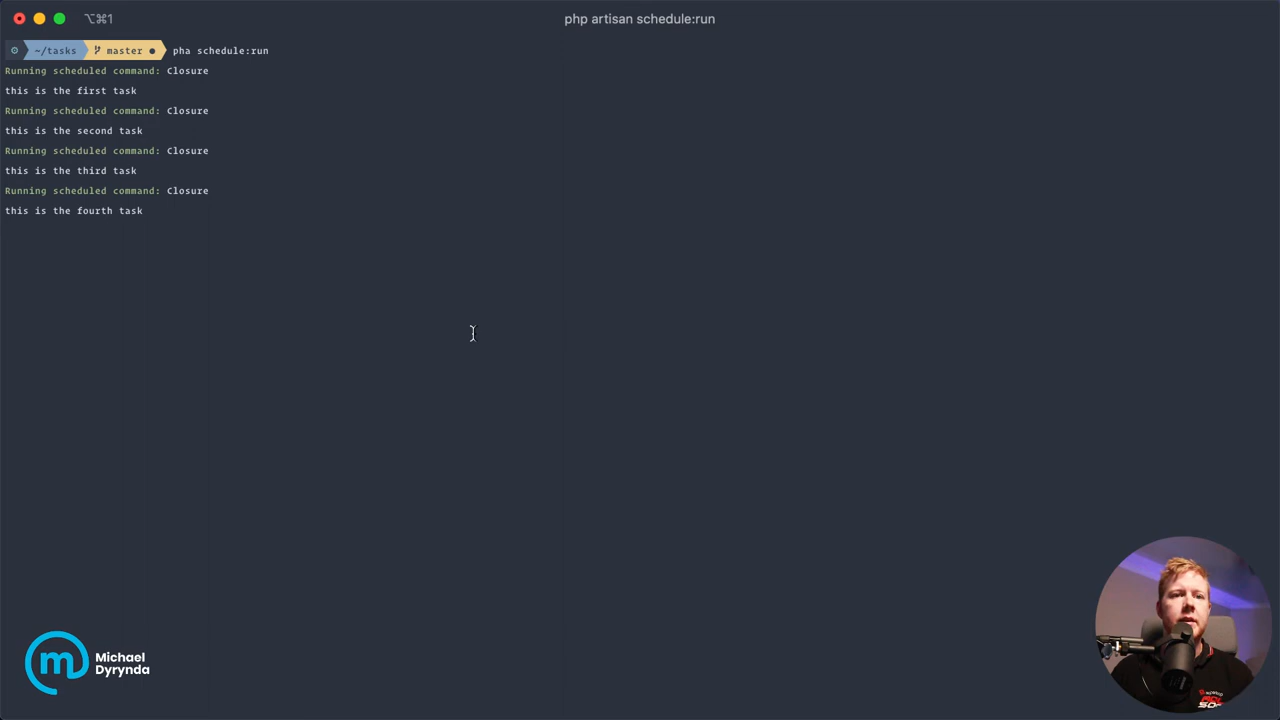 ⌥⌘1
php artisan schedule:run
~/tasks master ● pha schedule:run
Running scheduled command: Closure
this is the first task
Running scheduled command: Closure
this is the second task
Running scheduled command: Closure
this is the third task
Running scheduled command: Closure
this is the fourth task
Michael
Dyrynda